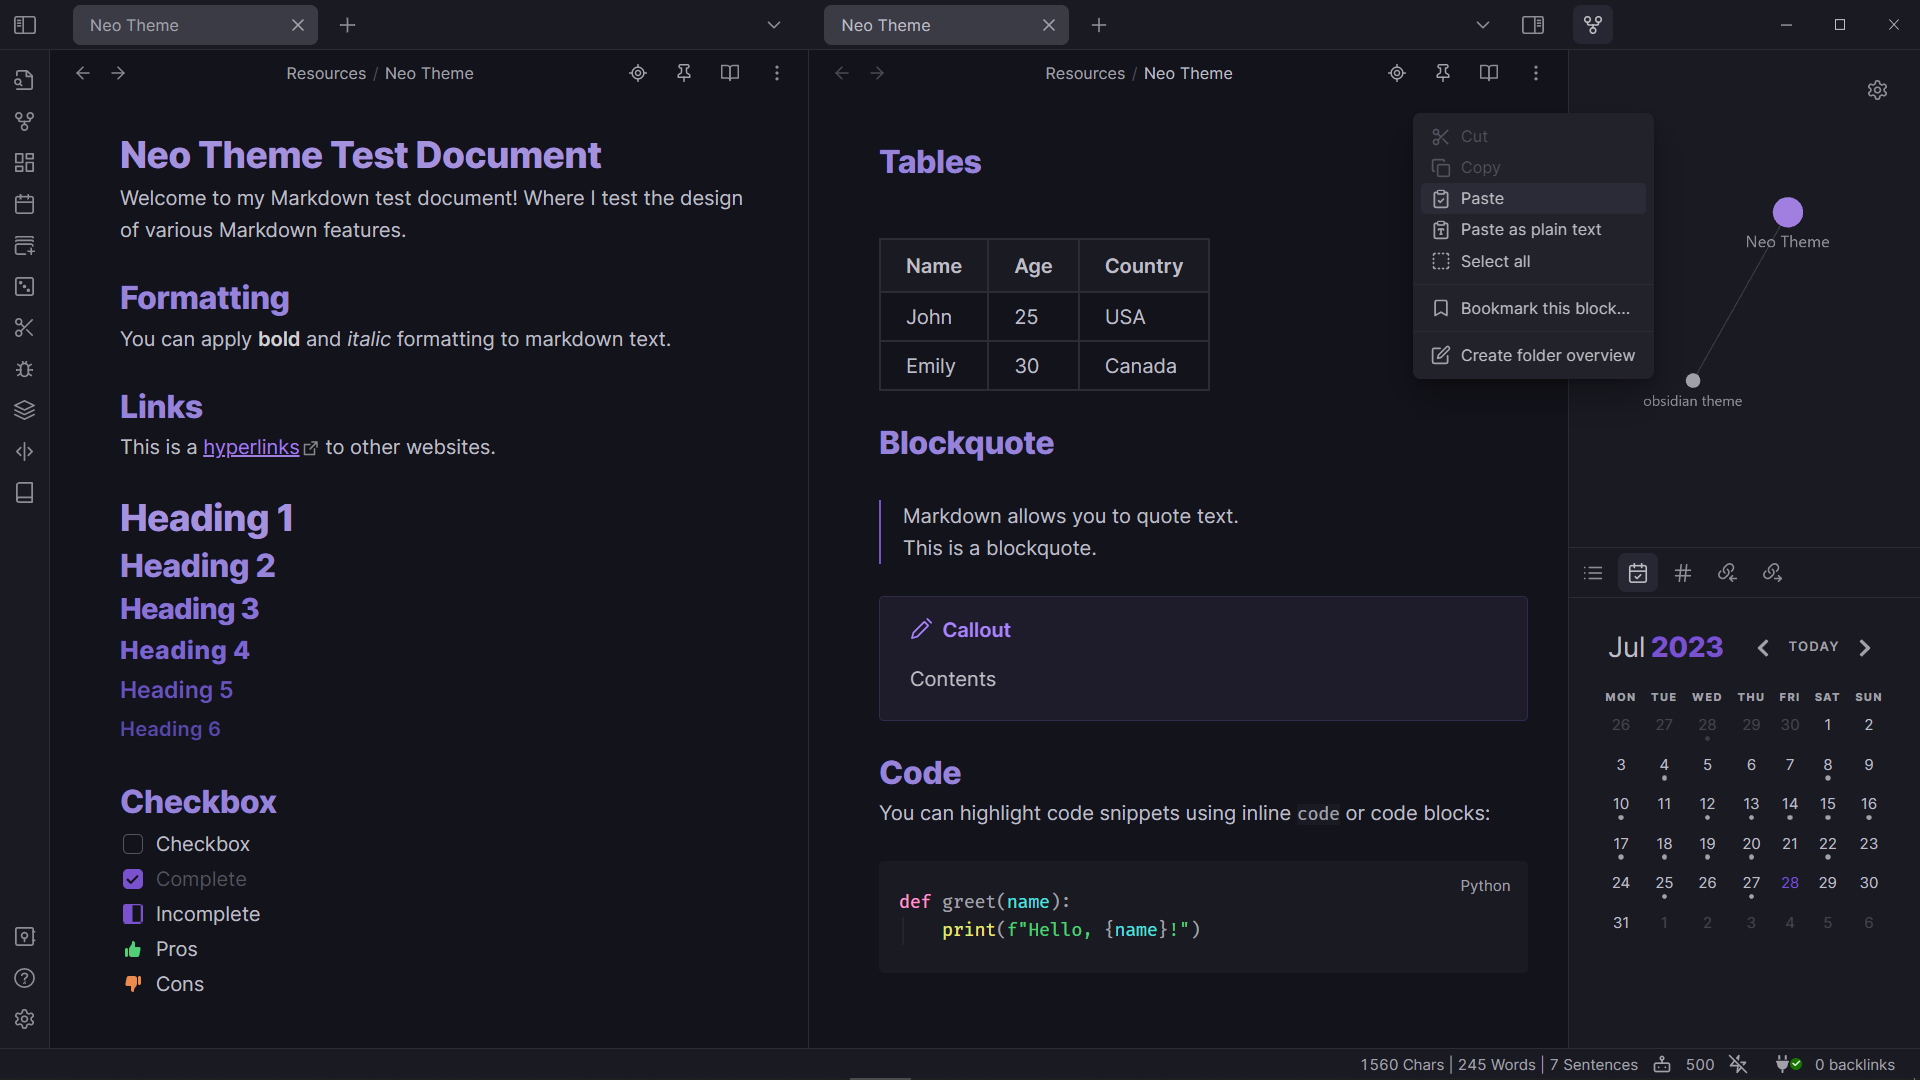 Neo Theme
Neo Theme
Resources / Neo Theme
Neo Theme Test Document
Welcome to my Markdown test document! Where I test the design
of various Markdown features.
Formatting
You can apply bold and italic formatting to markdown text.
Links
This is a hyperlinks to other websites.
Heading 1
Heading 2
Heading 3
Heading 4
Heading 5
Heading 6
Checkbox
Checkbox
Complete
Incomplete
Pros
Cons
Resources / Neo Theme
Tables
Name Age Country
John 25 USA
Emily 30 Canada
Blockquote
Markdown allows you to quote text.
This is a blockquote.
Callout
Contents
Code
You can highlight code snippets using inline code or code blocks:
Python
def greet(name):
print(f"Hello, {name}!")
Cut
Copy
Paste
Paste as plain text
Select all
Bookmark this block...
Create folder overview
Neo Theme
obsidian theme
Jul 2023 TODAY
MON TUE WED THU FRI SAT SUN
26 27 28 29 30 1 2
3 4 5 6 7 8 9
10 11 12 13 14 15 16
17 18 19 20 21 22 23
24 25 26 27 28 29 30
31 1 2 3 4 5 6
1560 Chars | 245 Words | 7 Sentences 500 0 backlinks